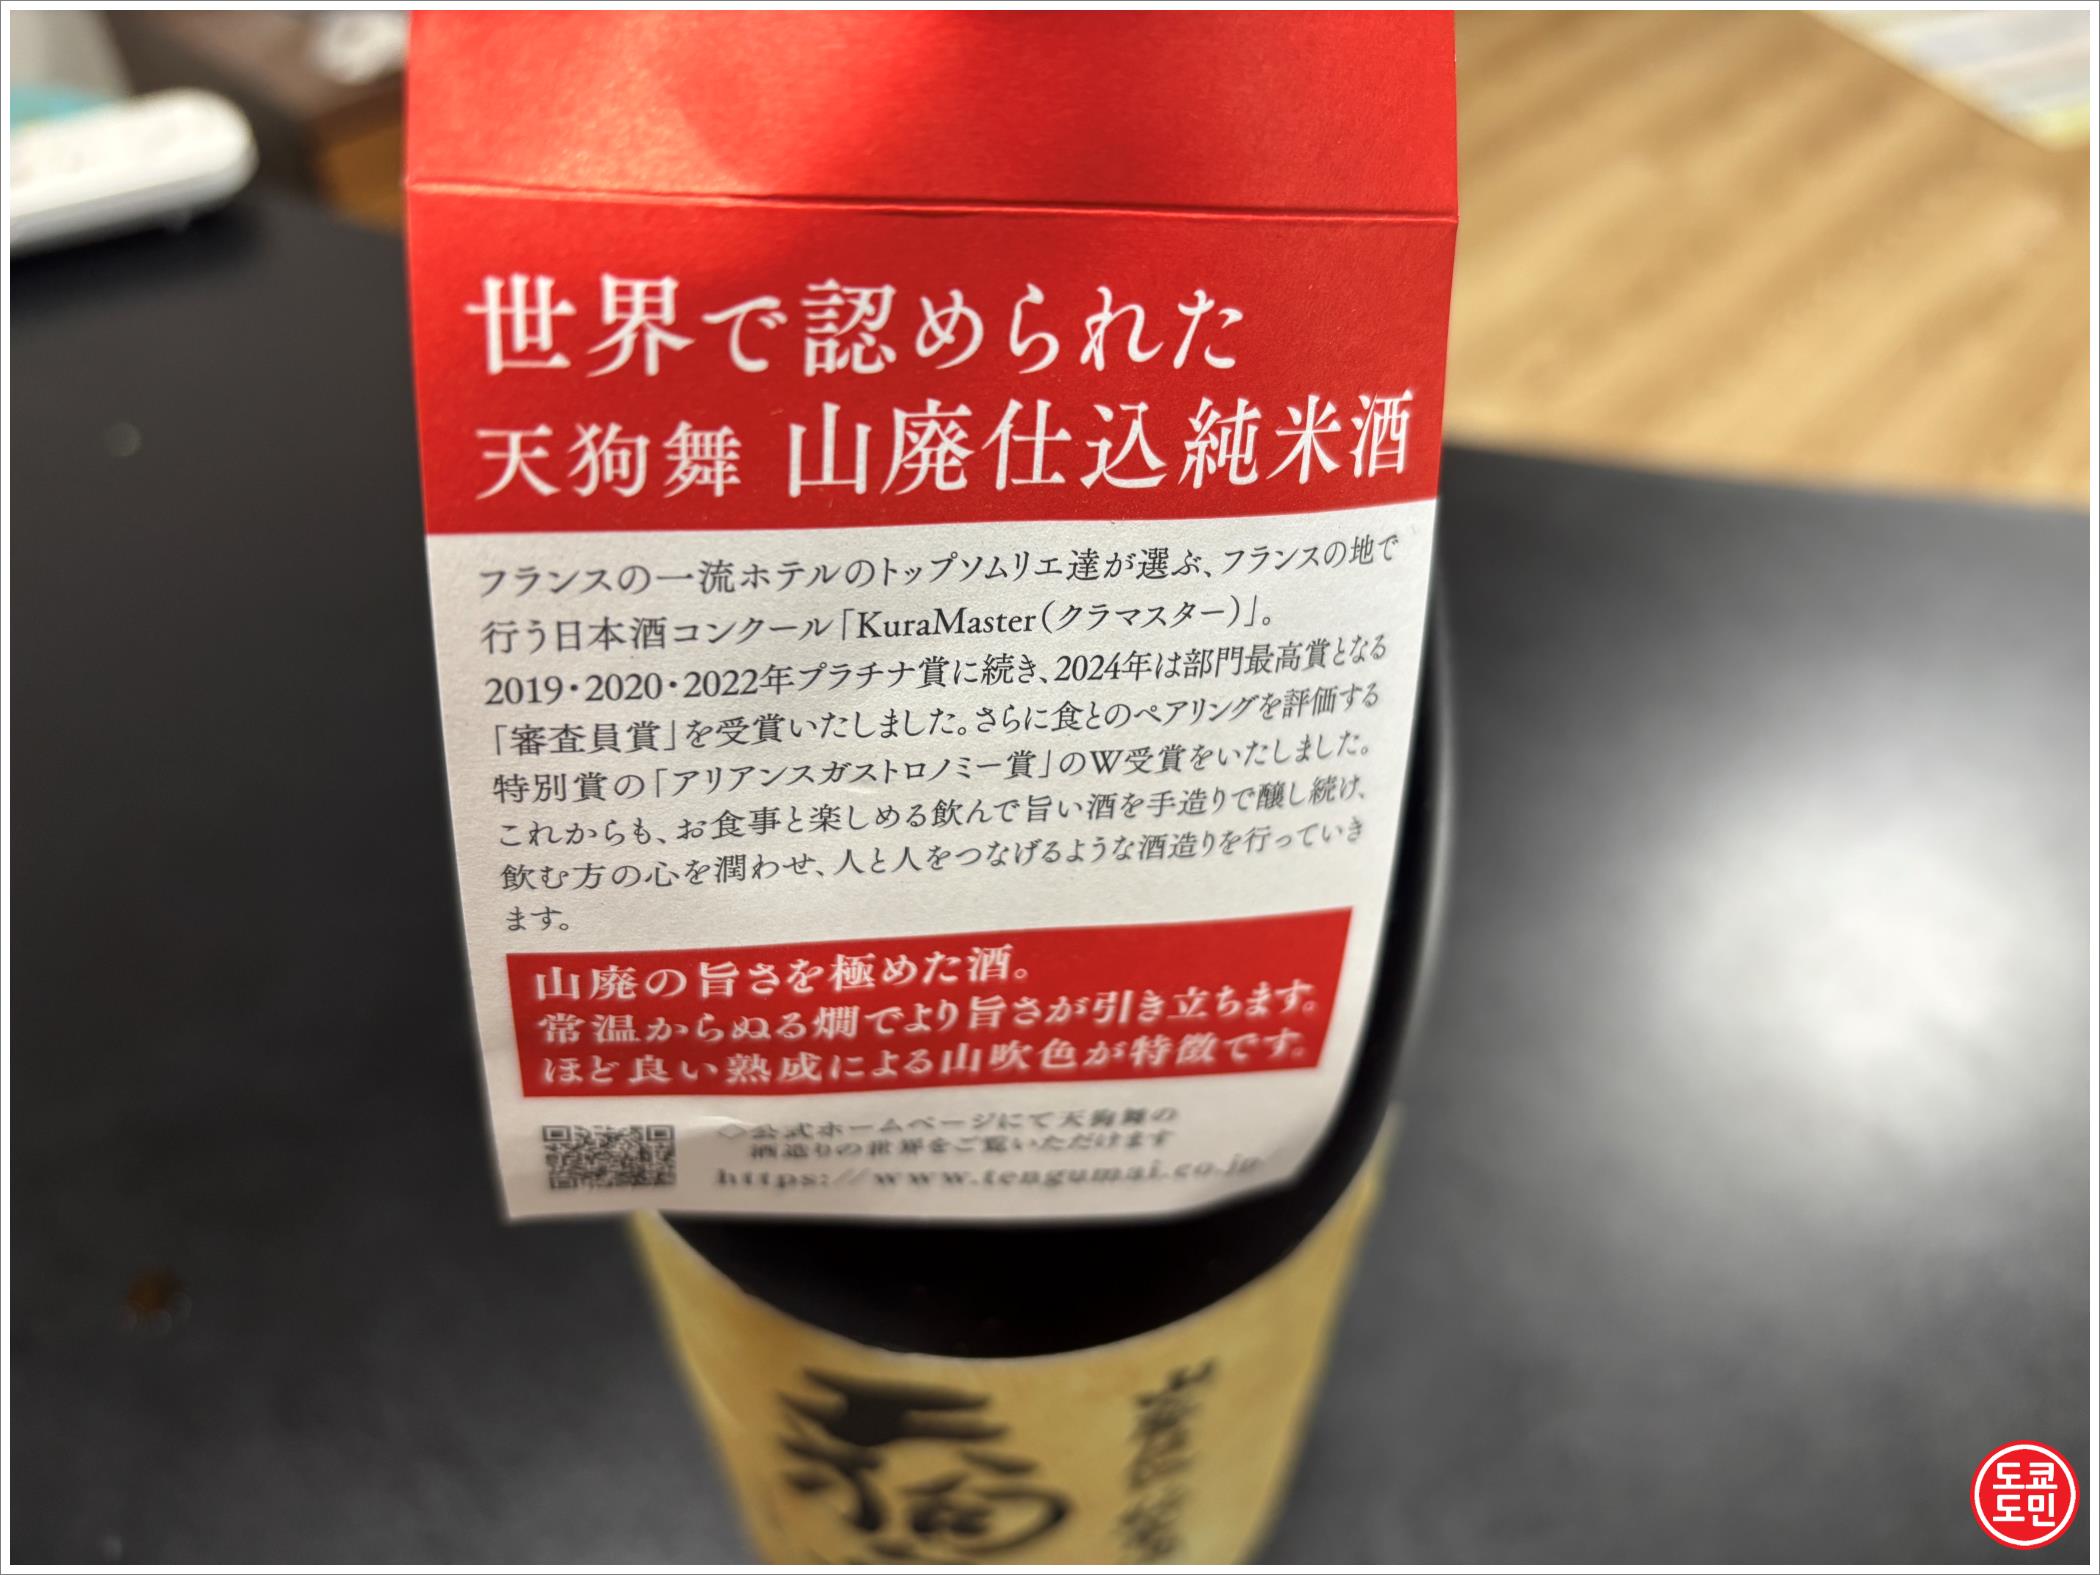 世界で認められた
天狗舞 山廃仕込純米酒
フランスの一流ホテルのトップソムリエ達が選ぶ、フランスの地で
行う日本酒コンクール「KuraMaster（クラマスター）」。
2019・2020・2022年プラチナ賞に続き、2024年は部門最高賞となる
「審査員賞」を受賞いたしました。さらに食とのペアリングを評価する
特別賞の「アリアンスガストロノミー賞」のW受賞をいたしました。
これからも、お食事と楽しめる飲んで旨い酒を手造りで醸し続け、
飲む方の心を潤わせ、人と人をつなげるような酒造りを行っていき
ます。
山廃の旨さを極めた酒。
常温からぬる燗でより旨さが引き立ちます。
ほど良い熟成による山吹色が特徴です。
◇公式ホームページにて天狗舞の
酒造りの世界をご覧いただけます
https://www.tengumai.co.jp
天狗
山廃仕
도쿄
도민